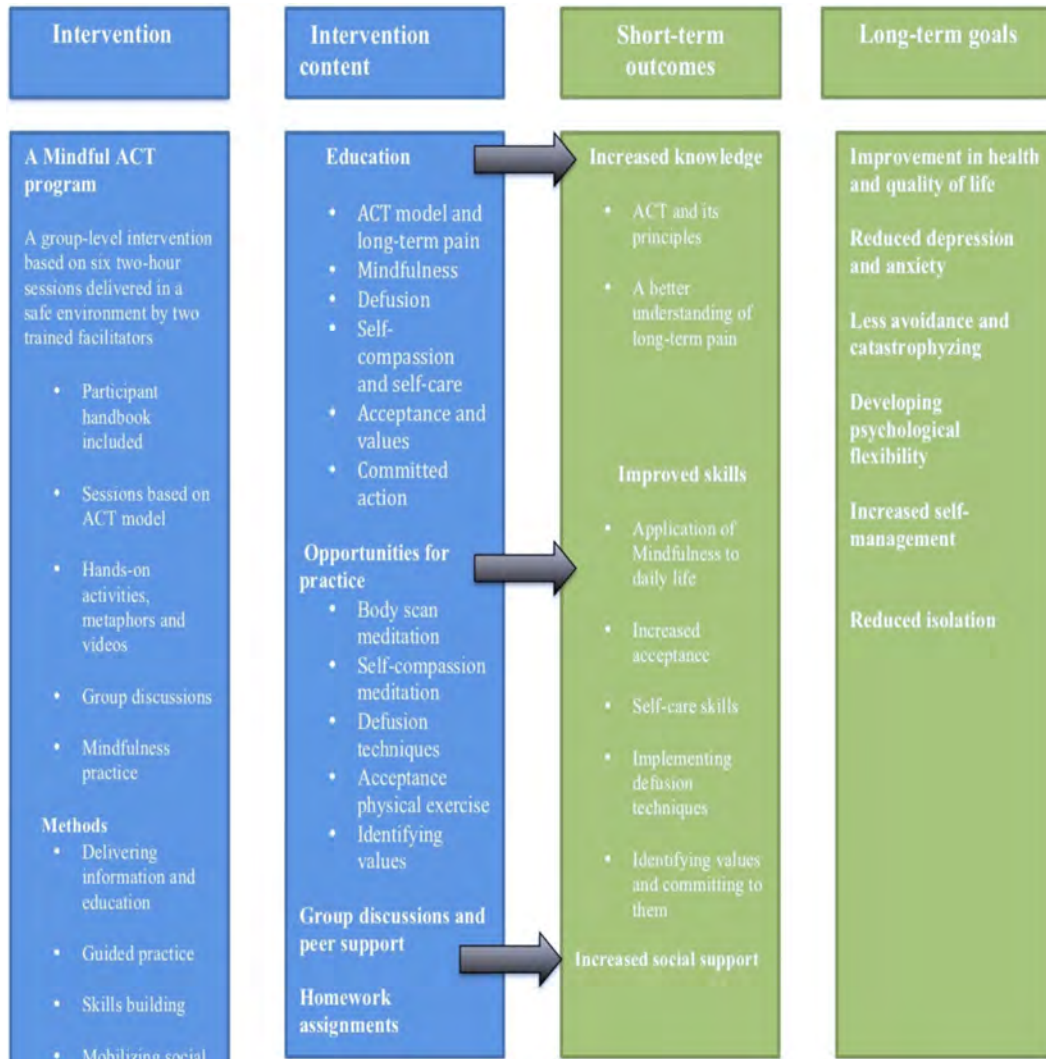 Intervention
A Mindful ACT
program
A group-level intervention
based on six two-hour
sessions delivered in a
safe environment by two
trained facilitators
• Participant
handbook
included
• Sessions based on
ACT model
• Hands-on
activities,
metaphors and
videos
• Group discussions
• Mindfulness
practice
Methods
• Delivering
information and
education
• Guided practice
• Skills building
• Mobilizing social
Intervention
content
Education
• ACT model and
long-term pain
• Mindfulness
• Defusion
• Self-
compassion
and self-care
• Acceptance and
values
• Committed
action
Opportunities for
practice
• Body scan
meditation
• Self-compassion
meditation
• Defusion
techniques
• Acceptance
physical exercise
• Identifying
values
Group discussions and
peer support
Homework
assignments
Short-term
outcomes
Increased knowledge
• ACT and its
principles
• A better
understanding of
long-term pain
Improved skills
• Application of
Mindfulness to
daily life
• Increased
acceptance
• Self-care skills
• Implementing
defusion
techniques
• Identifying values
and committing to
them
Increased social support
Long-term goals
Improvement in health
and quality of life
Reduced depression
and anxiety
Less avoidance and
catastrophyzing
Developing
psychological
flexibility
Increased self-
management
Reduced isolation